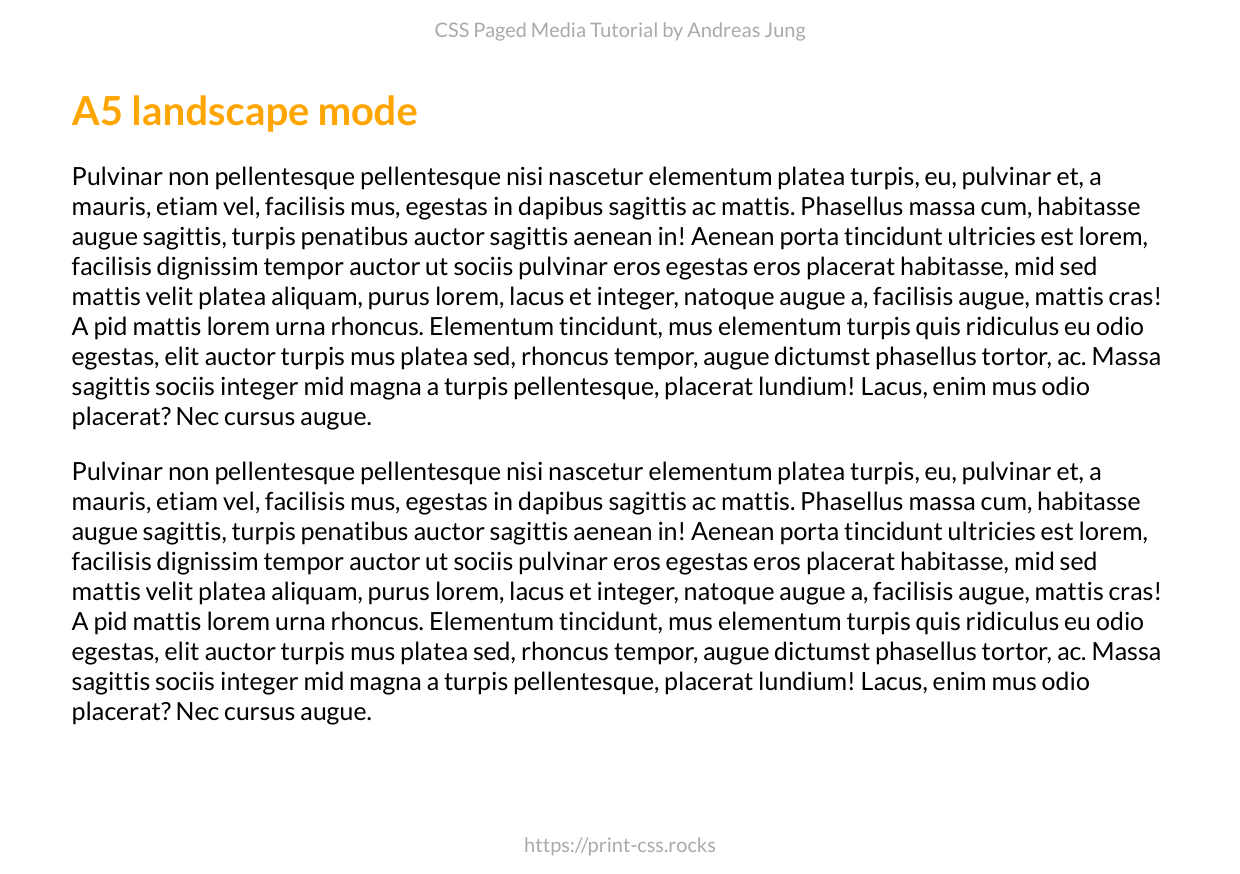 CSS Paged Media Tutorial by Andreas Jung
A5 landscape mode
Pulvinar non pellentesque pellentesque nisi nascetur elementum platea turpis, eu, pulvinar et, a
mauris, etiam vel, facilisis mus, egestas in dapibus sagittis ac mattis. Phasellus massa cum, habitasse
augue sagittis, turpis penatibus auctor sagittis aenean in! Aenean porta tincidunt ultricies est lorem,
facilisis dignissim tempor auctor ut sociis pulvinar eros egestas eros placerat habitasse, mid sed
mattis velit platea aliquam, purus lorem, lacus et integer, natoque augue a, facilisis augue, mattis cras!
A pid mattis lorem urna rhoncus. Elementum tincidunt, mus elementum turpis quis ridiculus eu odio
egestas, elit auctor turpis mus platea sed, rhoncus tempor, augue dictumst phasellus tortor, ac. Massa
sagittis sociis integer mid magna a turpis pellentesque, placerat lundium! Lacus, enim mus odio
placerat? Nec cursus augue.
Pulvinar non pellentesque pellentesque nisi nascetur elementum platea turpis, eu, pulvinar et, a
mauris, etiam vel, facilisis mus, egestas in dapibus sagittis ac mattis. Phasellus massa cum, habitasse
augue sagittis, turpis penatibus auctor sagittis aenean in! Aenean porta tincidunt ultricies est lorem,
facilisis dignissim tempor auctor ut sociis pulvinar eros egestas eros placerat habitasse, mid sed
mattis velit platea aliquam, purus lorem, lacus et integer, natoque augue a, facilisis augue, mattis cras!
A pid mattis lorem urna rhoncus. Elementum tincidunt, mus elementum turpis quis ridiculus eu odio
egestas, elit auctor turpis mus platea sed, rhoncus tempor, augue dictumst phasellus tortor, ac. Massa
sagittis sociis integer mid magna a turpis pellentesque, placerat lundium! Lacus, enim mus odio
placerat? Nec cursus augue.
https://print-css.rocks